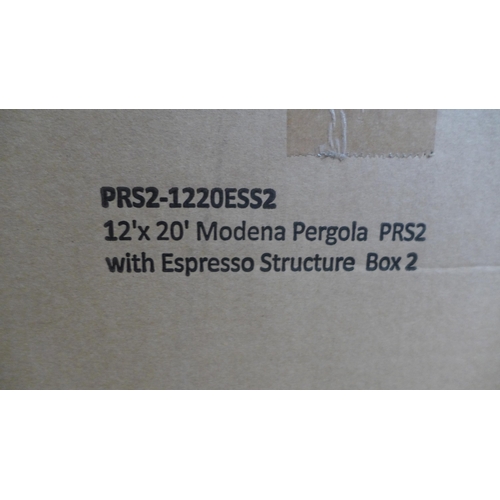 PRS2-1220ESS2
12'x 20' Modena Pergola PRS2
with Espresso Structure Box 2